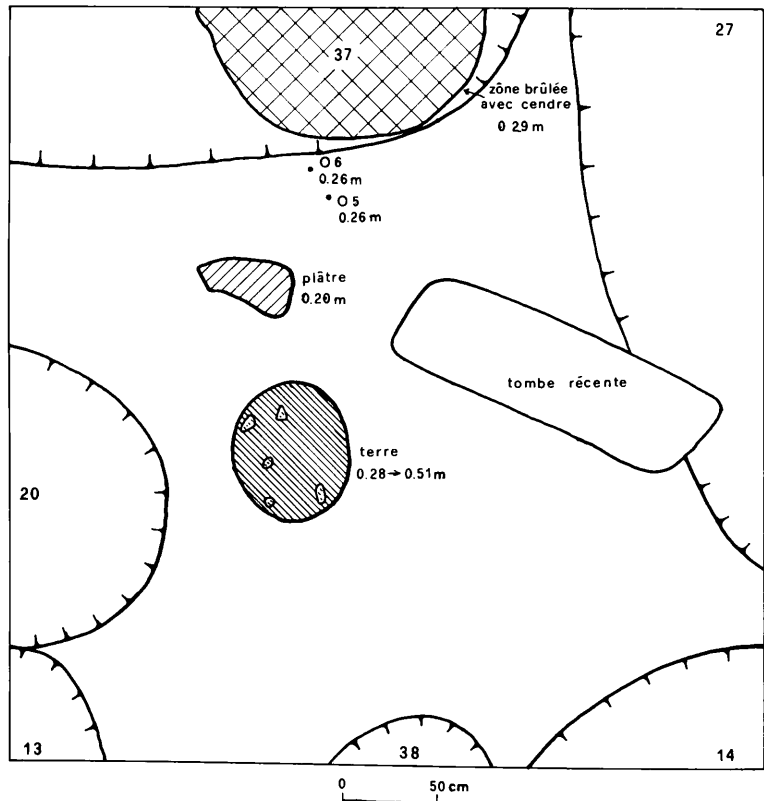 27
37
zône brûlée
avec cendre
0 29 m
O 6
0.26 m
O 5
0.26 m
plâtre
0.20 m
tombe récente
terre
0.28→0.51m
20
13
38
14
0 50 cm